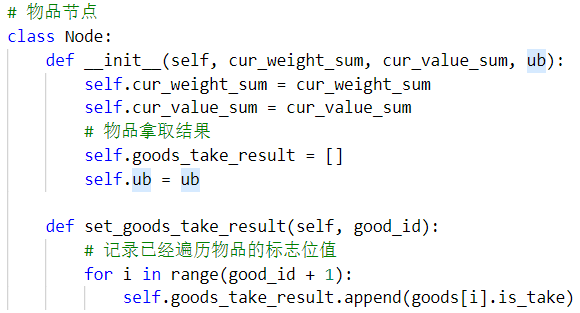 # 物品节点
class Node:
def __init__(self, cur_weight_sum, cur_value_sum, ub):
self.cur_weight_sum = cur_weight_sum
self.cur_value_sum = cur_value_sum
# 物品拿取结果
self.goods_take_result = []
self.ub = ub
def set_goods_take_result(self, good_id):
# 记录已经遍历物品的标志位值
for i in range(good_id + 1):
self.goods_take_result.append(goods[i].is_take)